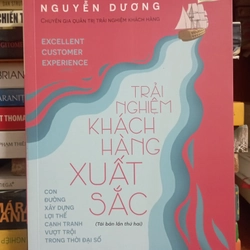 NGUYỄN DƯƠNG
CHUYÊN GIA QUẢN TRỊ TRẢI NGHIỆM KHÁCH HÀNG
EXCELLENT
CUSTOMER
EXPERIENCE
TRẢI
NGHIỆM
KHÁCH
HÀNG
XUẤT
SẮC
(Tái bản lần thứ hai)
CON
ĐƯỜNG
XÂY DỰNG
LỢI THẾ
CẠNH TRANH
VƯỢT TRỘI
TRONG THỜI ĐẠI SỐ